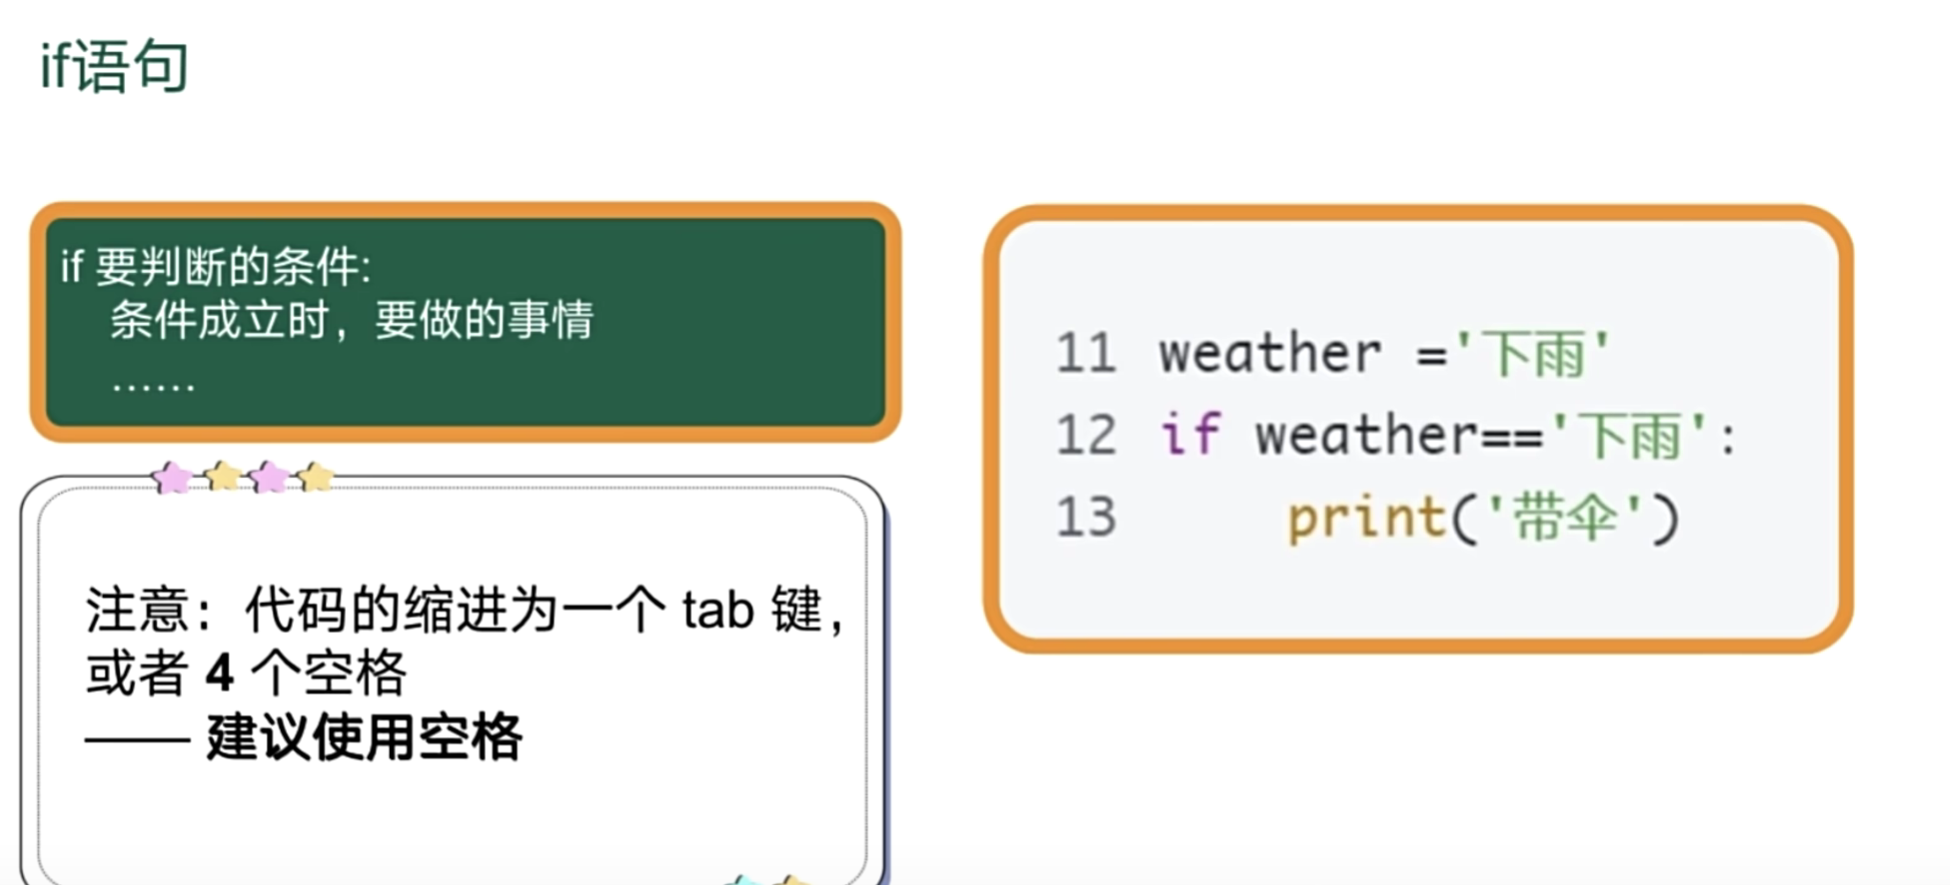 if语句
if 要判断的条件:
条件成立时，要做的事情
……
注意：代码的缩进为一个 tab 键，
或者 4 个空格
—— 建议使用空格
11 weather ='下雨'
12 if weather=='下雨':
13     print('带伞')